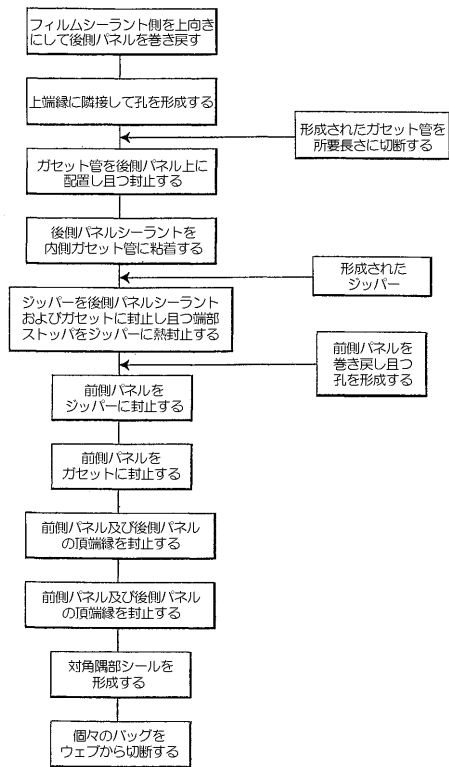 フィルムシーラント側を上向き
にして後側パネルを巻き戻す
上端縁に隣接して孔を形成する
形成されたガセット管を
所要長さに切断する
ガセット管を後側パネル上に
配置し且つ封止する
後側パネルシーラントを
内側ガセット管に粘着する
形成された
ジッパー
ジッパーを後側パネルシーラント
およびガセットに封止し且つ端部
ストッパをジッパーに熱封止する
前側パネルを
巻き戻し且つ
孔を形成する
前側パネルを
ジッパーに封止する
前側パネルを
ガセットに封止する
前側パネル及び後側パネル
の頂端縁を封止する
前側パネル及び後側パネル
の頂端縁を封止する
対角隅部シールを
形成する
個々のバッグを
ウェブから切断する